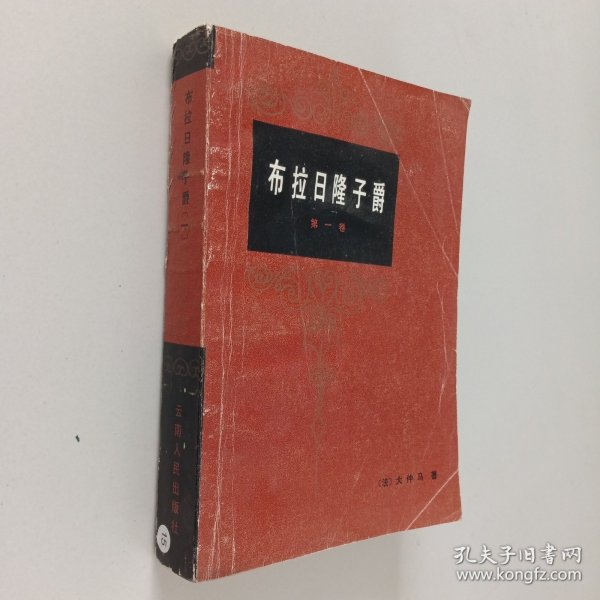 布拉日隆子爵(一)
云南人民出版社
15
布拉日隆子爵
第一卷
〔法〕大仲马 著
孔夫子旧书网
www.kongfz.com